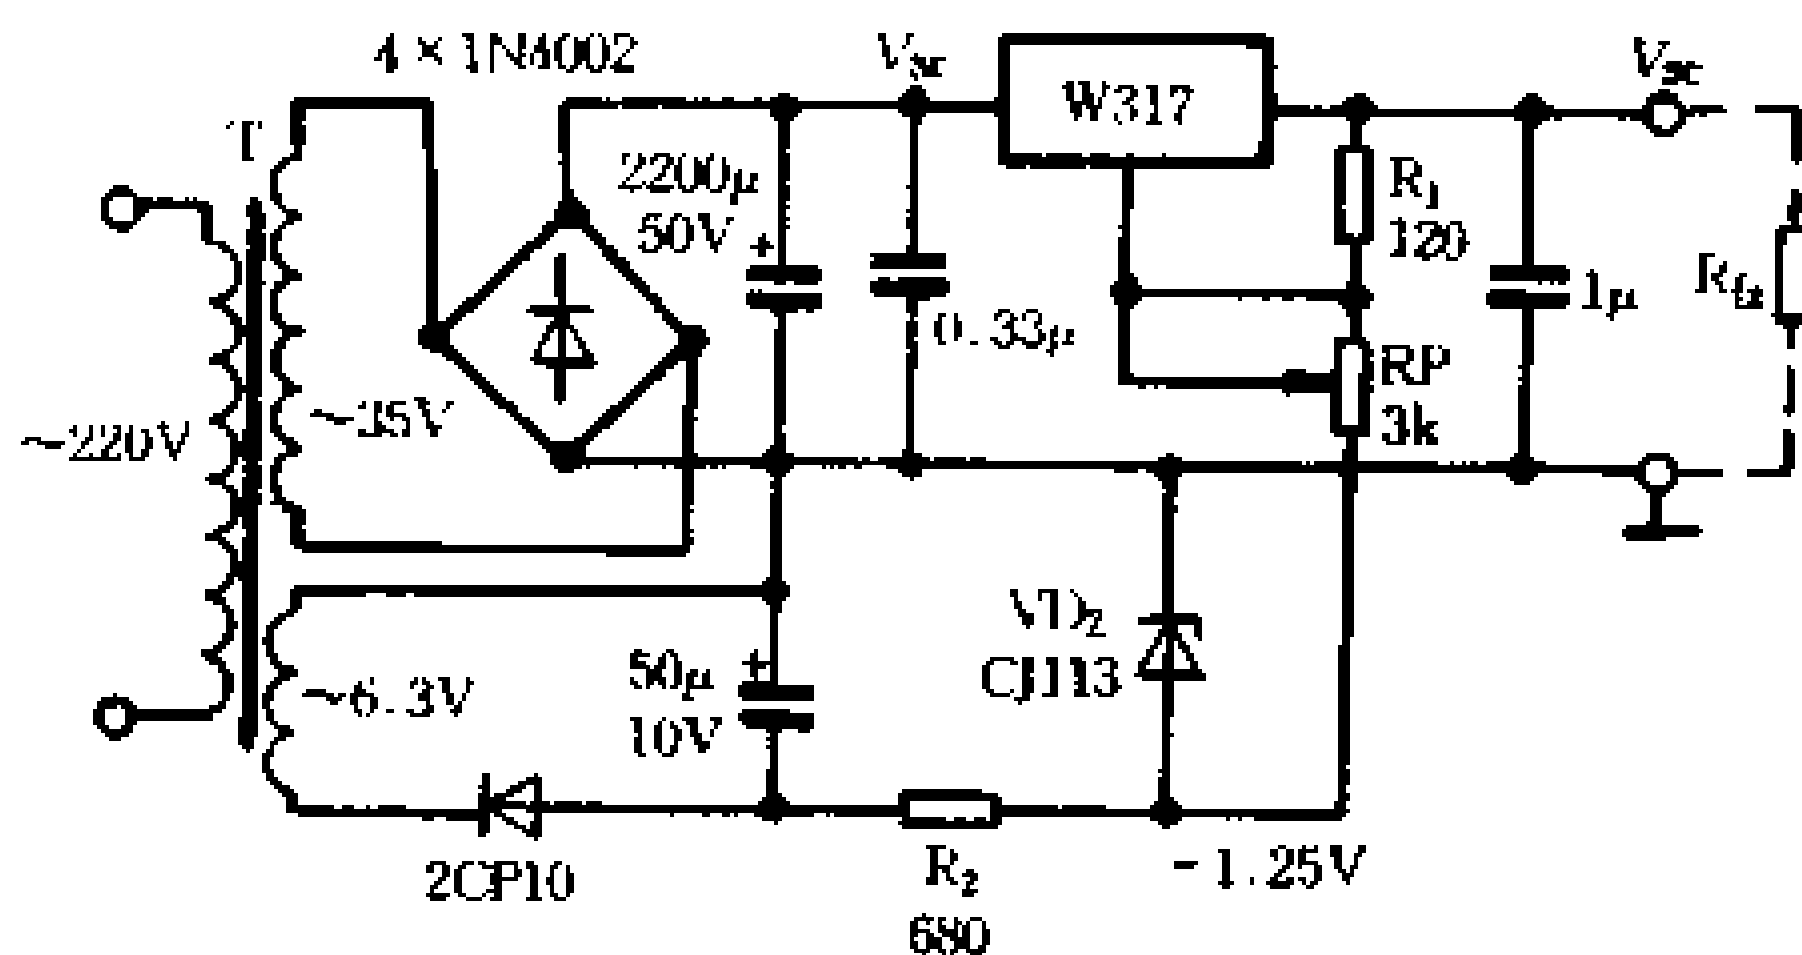 4×1N4002
T
~220V
~35V
~6.3V
2200μ
50V
+
0.33μ
W317
R₁
120
RP
3k
1μ
VD₂
50μ
10V
+
2CP10
R₂
680
-1.25V